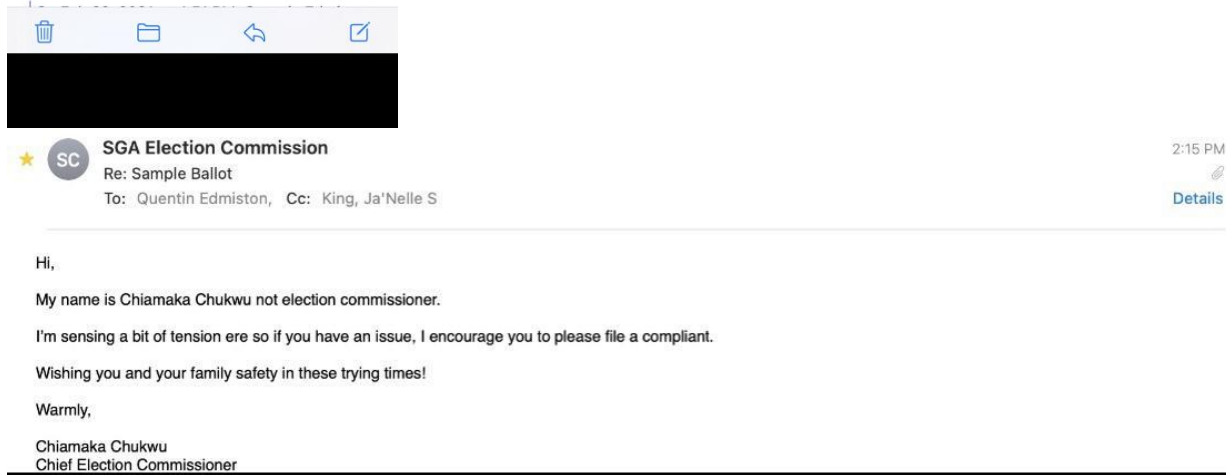 SC
SGA Election Commission
2:15 PM
Re: Sample Ballot
To: Quentin Edmiston, Cc: King, Ja'Nelle S
Details
Hi,
My name is Chiamaka Chukwu not election commissioner.
I'm sensing a bit of tension ere so if you have an issue, I encourage you to please file a compliant.
Wishing you and your family safety in these trying times!
Warmly,
Chiamaka Chukwu
Chief Election Commissioner